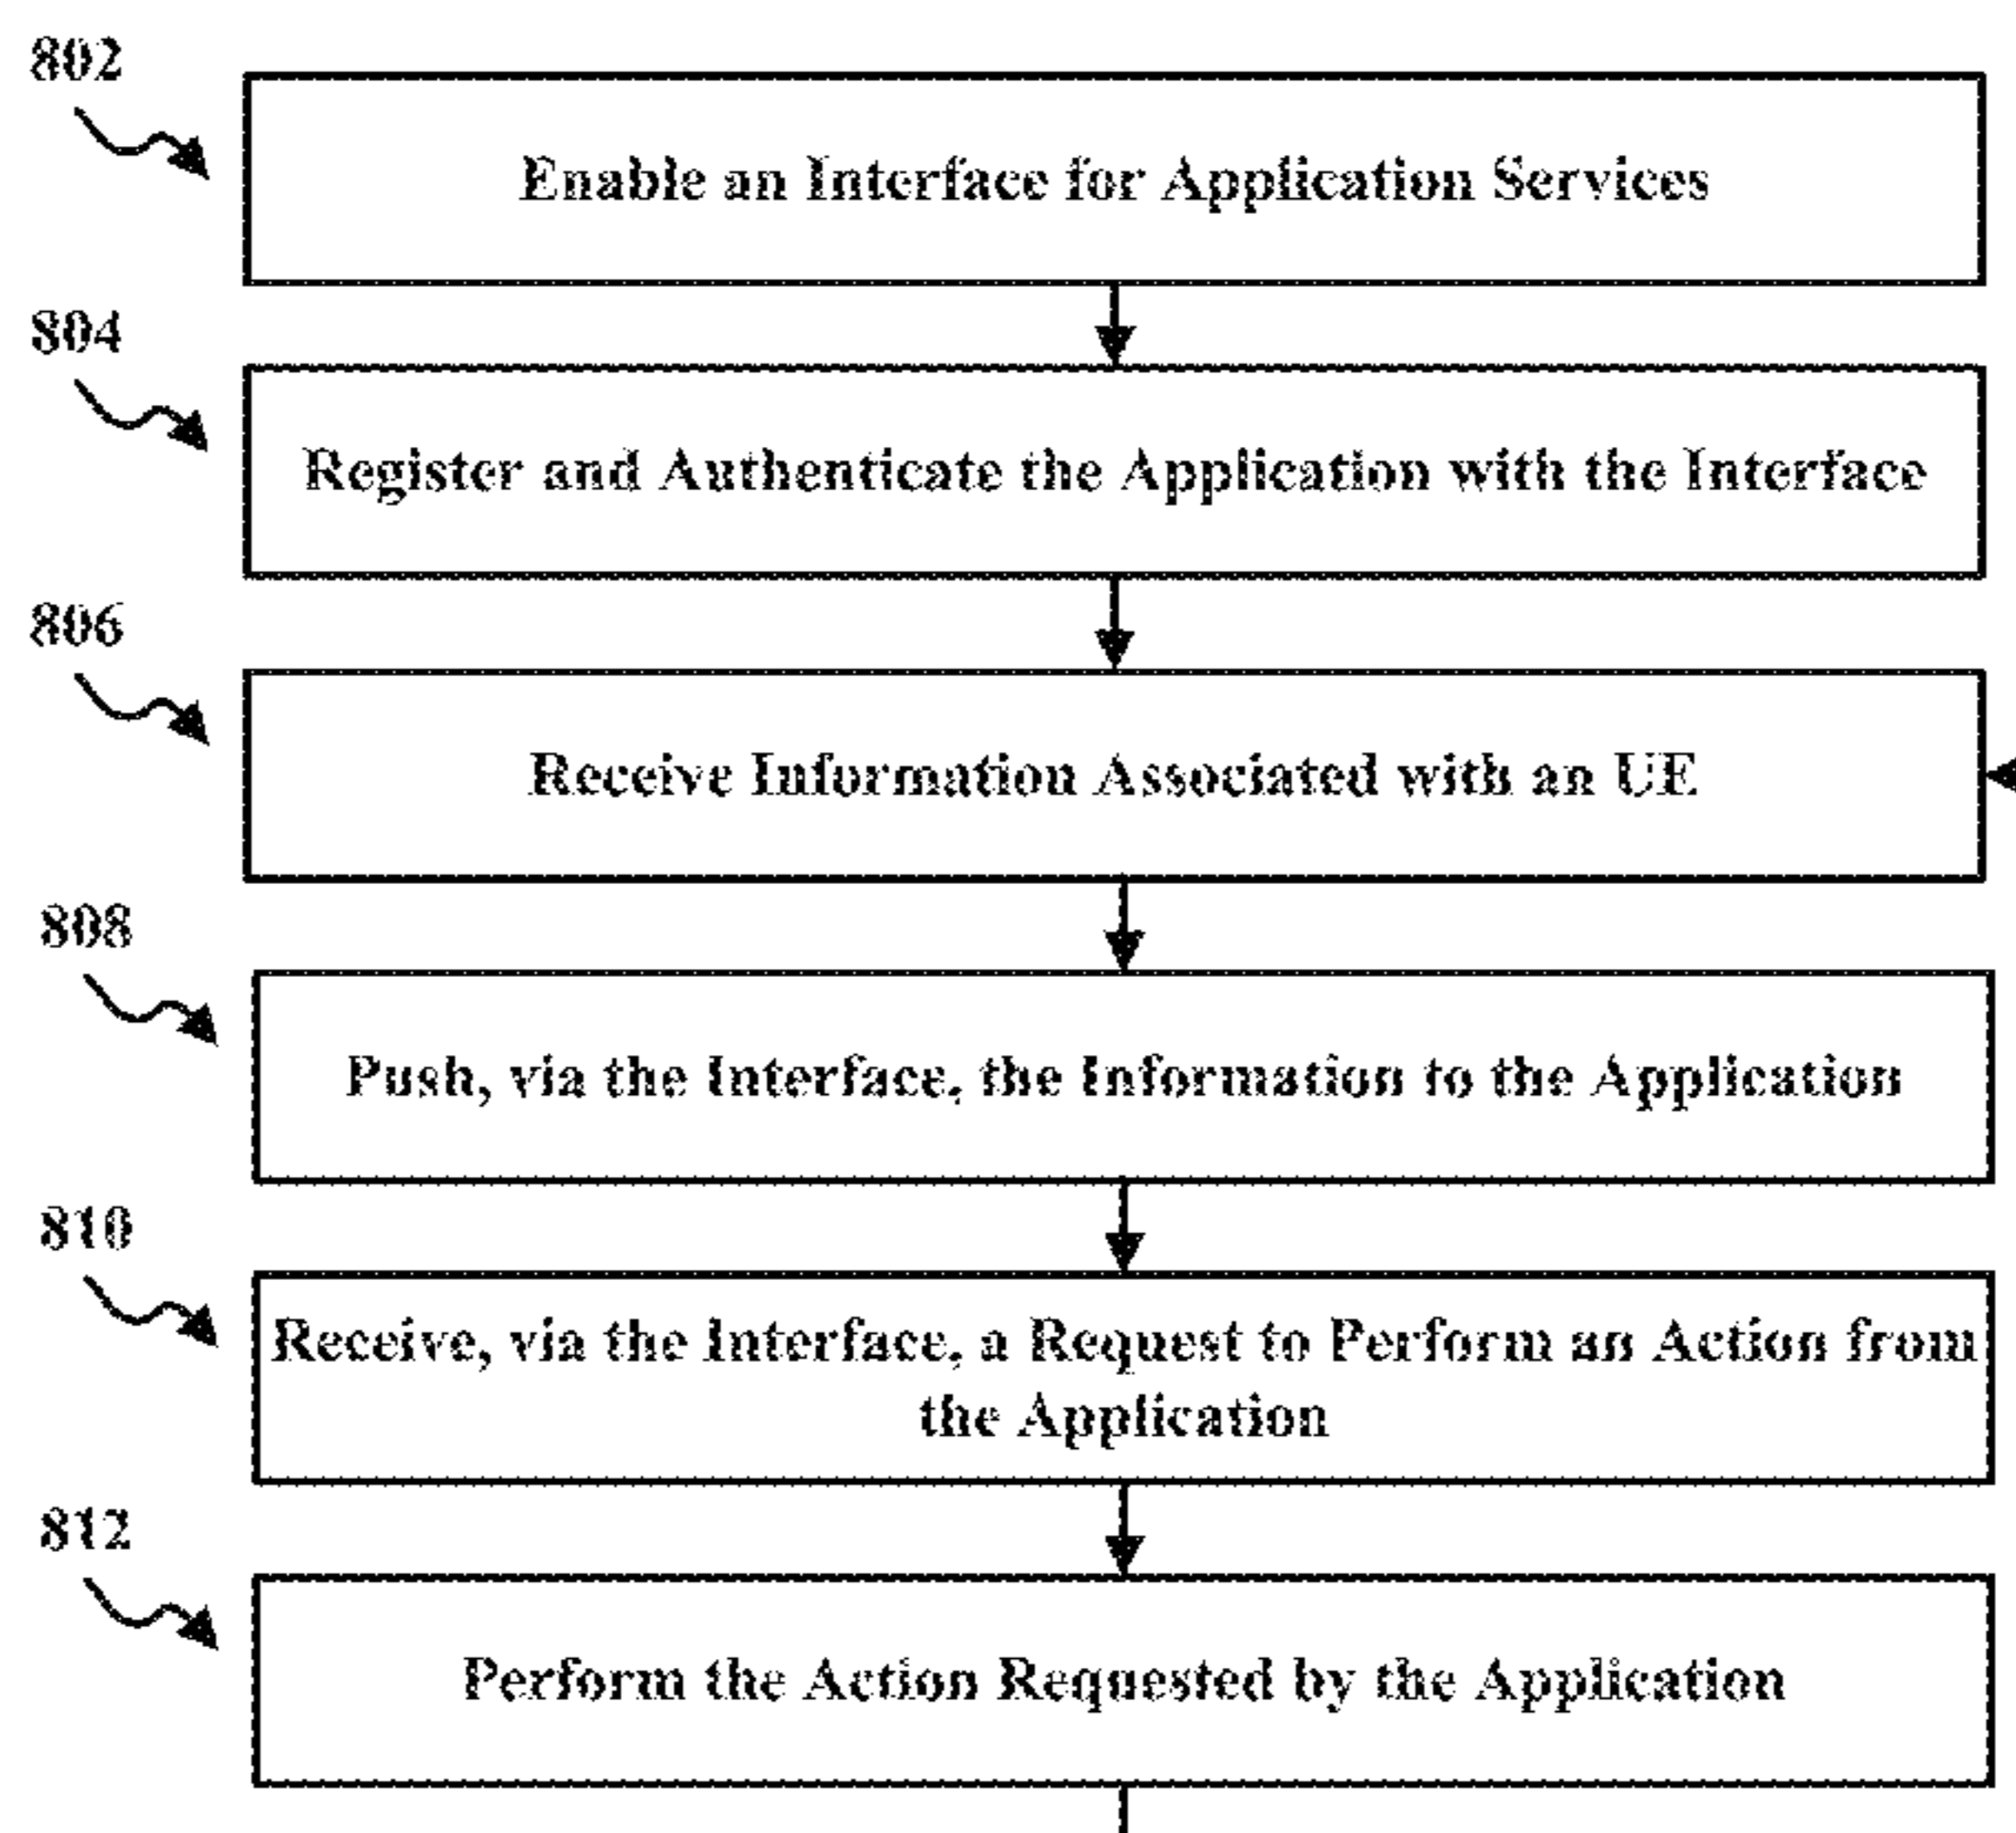 802
Enable an Interface for Application Services
804
Register and Authenticate the Application with the Interface
806
Receive Information Associated with an UE
808
Push, via the Interface, the Information to the Application
810
Receive, via the Interface, a Request to Perform an Action from
the Application
812
Perform the Action Requested by the Application